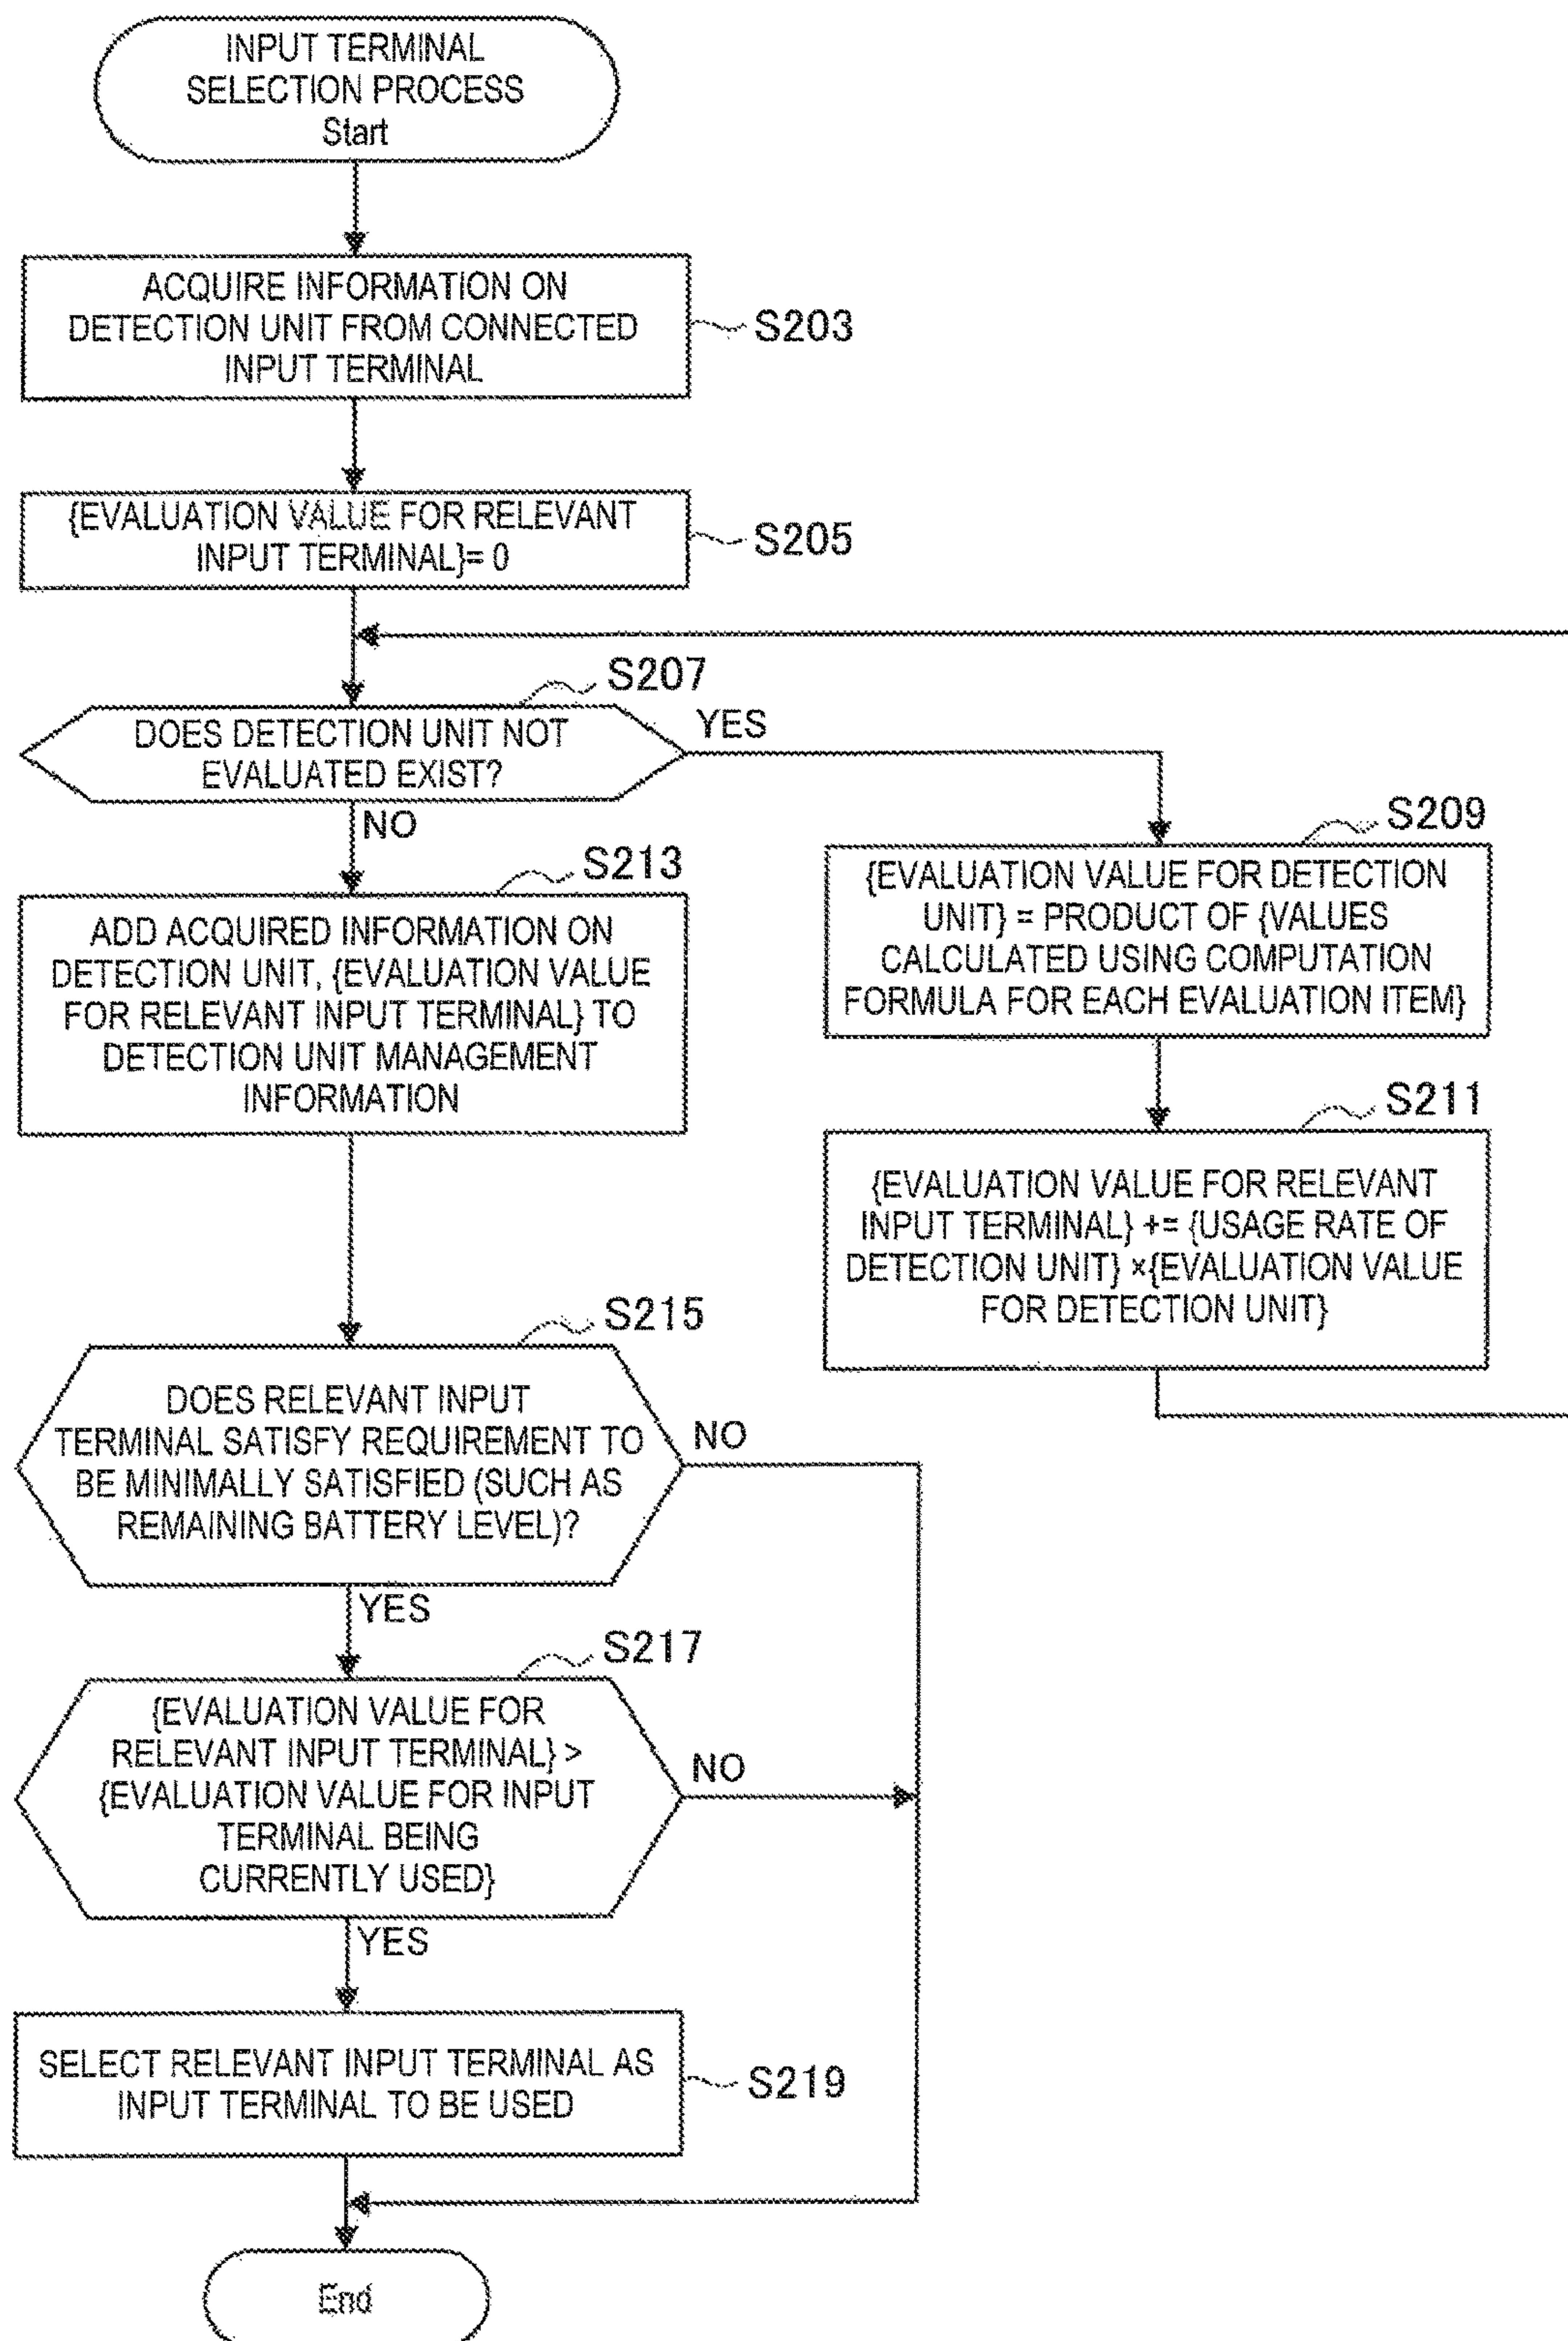 INPUT TERMINAL
SELECTION PROCESS
Start
ACQUIRE INFORMATION ON
DETECTION UNIT FROM CONNECTED
INPUT TERMINAL
S203
{EVALUATION VALUE FOR RELEVANT
INPUT TERMINAL}= 0
S205
S207
DOES DETECTION UNIT NOT
EVALUATED EXIST?
YES
NO
S209
{EVALUATION VALUE FOR DETECTION
UNIT} = PRODUCT OF {VALUES
CALCULATED USING COMPUTATION
FORMULA FOR EACH EVALUATION ITEM}
S211
{EVALUATION VALUE FOR RELEVANT
INPUT TERMINAL} += {USAGE RATE OF
DETECTION UNIT} ×{EVALUATION VALUE
FOR DETECTION UNIT}
S213
ADD ACQUIRED INFORMATION ON
DETECTION UNIT, {EVALUATION VALUE
FOR RELEVANT INPUT TERMINAL} TO
DETECTION UNIT MANAGEMENT
INFORMATION
S215
DOES RELEVANT INPUT
TERMINAL SATISFY REQUIREMENT TO
BE MINIMALLY SATISFIED (SUCH AS
REMAINING BATTERY LEVEL)?
NO
YES
S217
{EVALUATION VALUE FOR
RELEVANT INPUT TERMINAL} >
{EVALUATION VALUE FOR INPUT
TERMINAL BEING
CURRENTLY USED}
NO
YES
SELECT RELEVANT INPUT TERMINAL AS
INPUT TERMINAL TO BE USED
S219
End